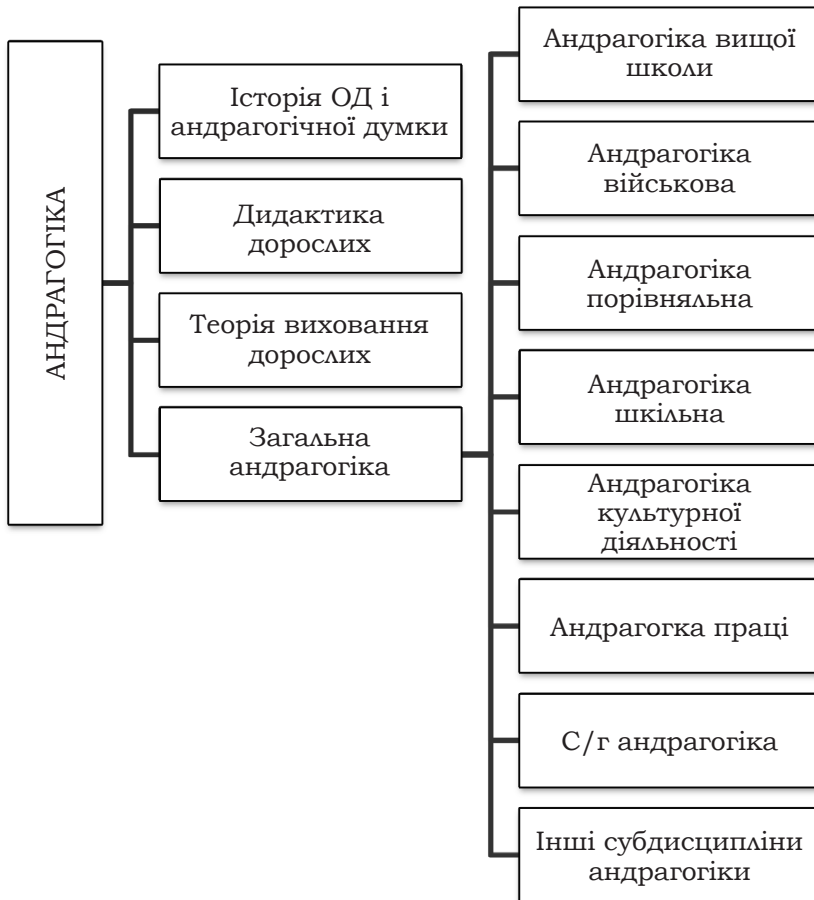 АНДРАГОГІКА
Історія ОД і
андрагогічної думки
Дидактика
дорослих
Теорія виховання
дорослих
Загальна
андрагогіка
Андрагогіка вищої
школи
Андрагогіка
військова
Андрагогіка
порівняльна
Андрагогіка
шкільна
Андрагогіка
культурної
діяльності
Андрагогка праці
С/г андрагогіка
Інші субдисципліни
андрагогіки